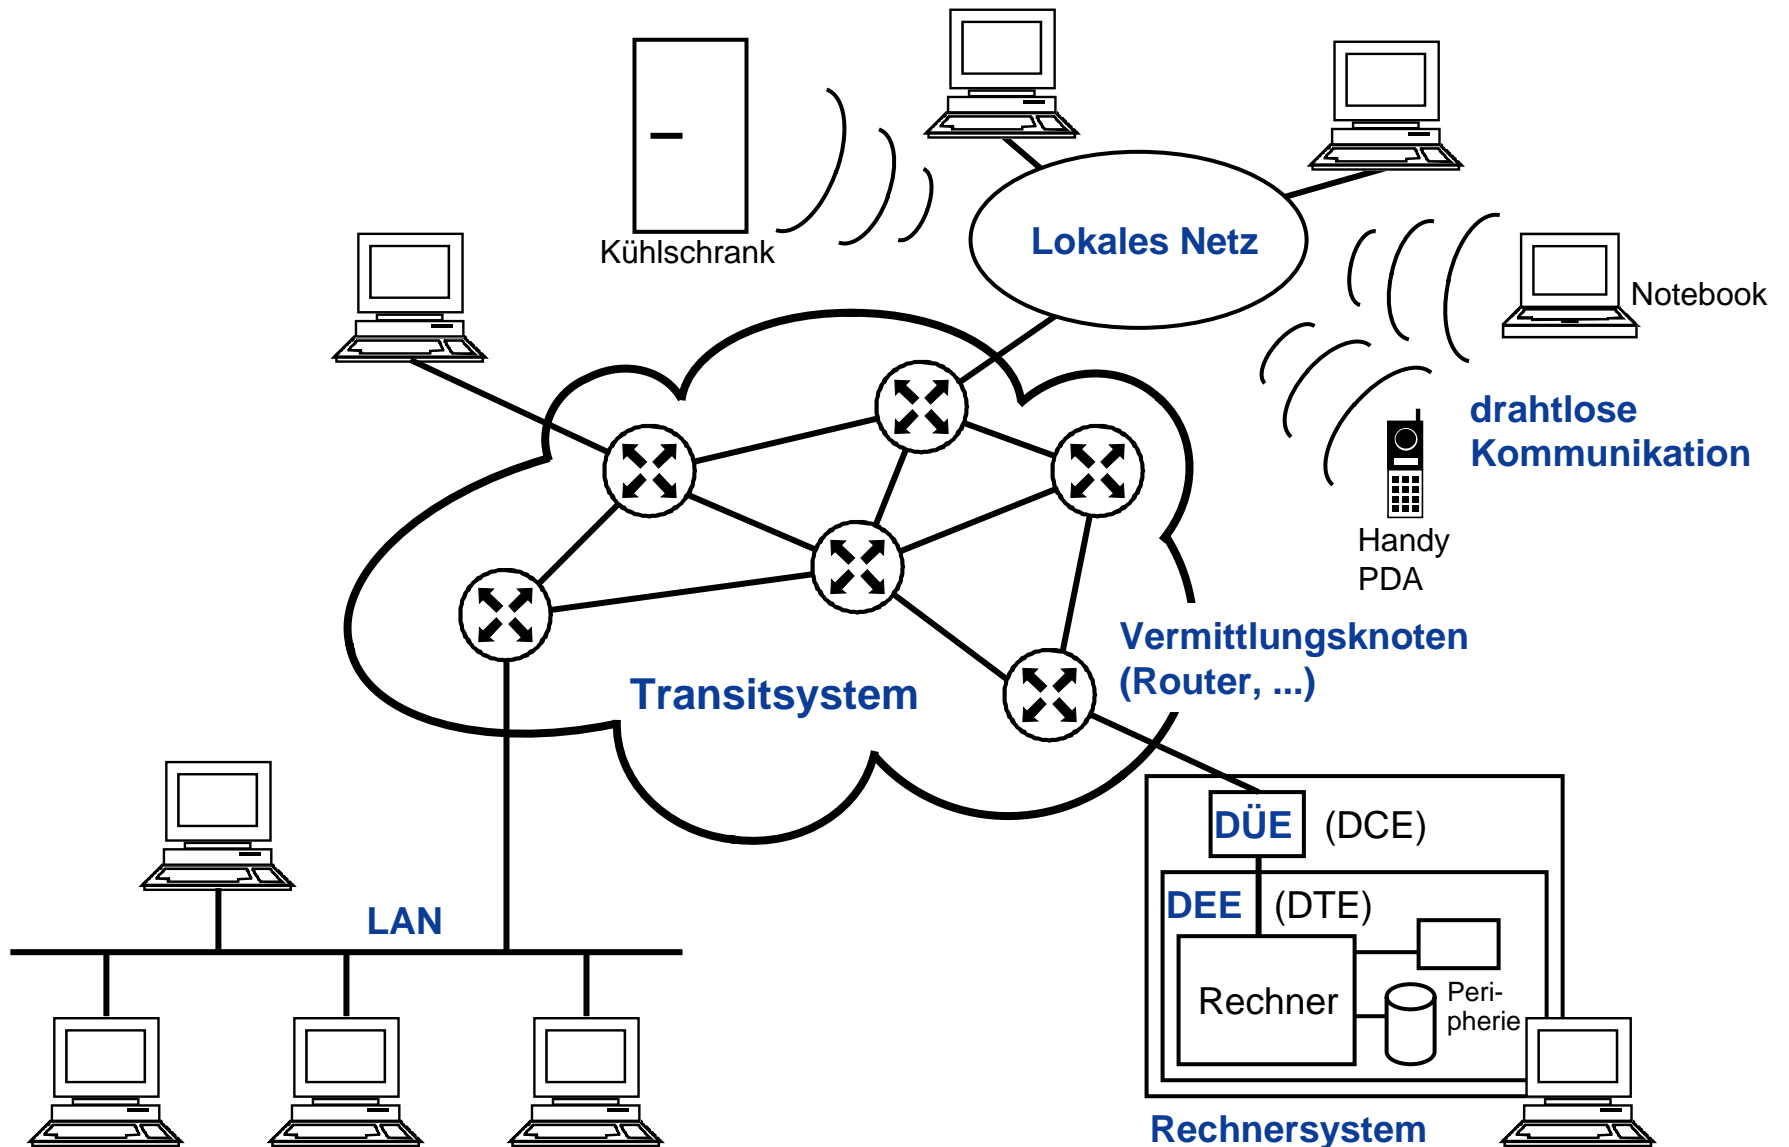 Kühlschrank
Lokales Netz
Notebook
drahtlose
Kommunikation
Handy
PDA
Vermittlungsknoten
(Router, ...)
Transitsystem
DÜE (DCE)
DEE (DTE)
LAN
Rechner
Peri-
pherie
Rechnersystem